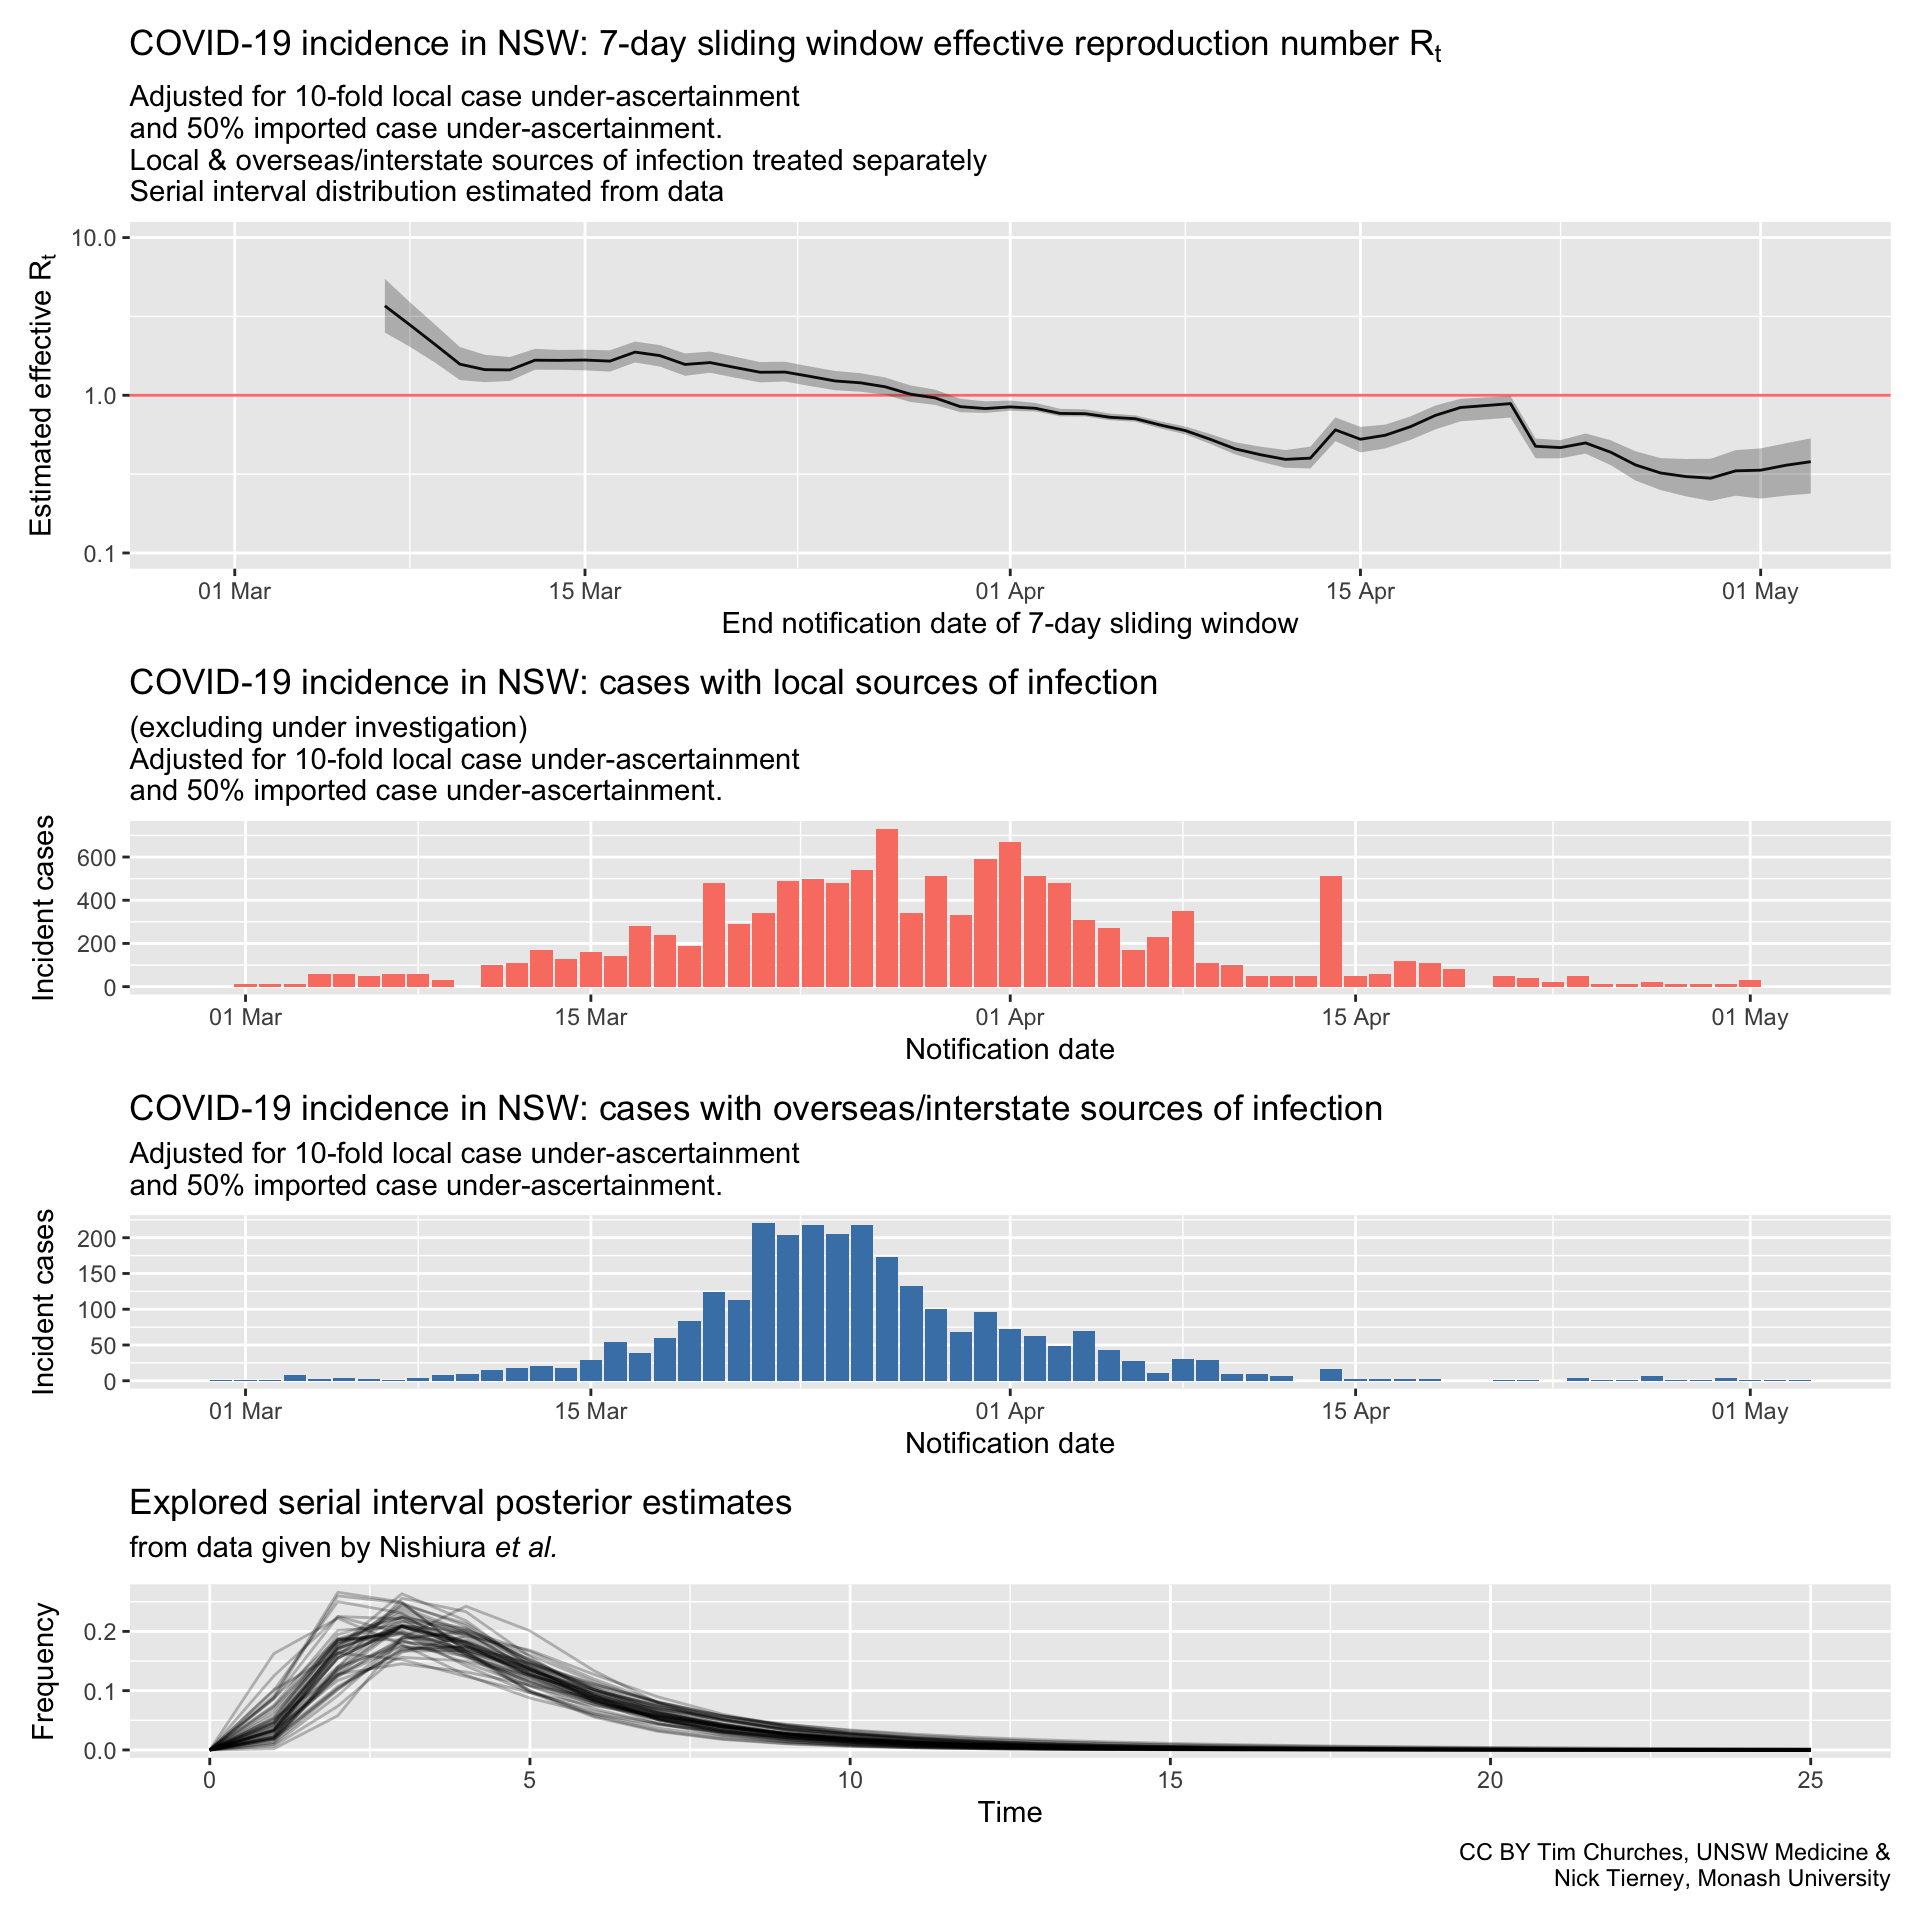 COVID-19 incidence in NSW: 7-day sliding window effective reproduction number Rt
Adjusted for 10-fold local case under-ascertainment
and 50% imported case under-ascertainment.
Local & overseas/interstate sources of infection treated separately
Serial interval distribution estimated from data
Estimated effective Rt
10.0
1.0
0.1
01 Mar
15 Mar
01 Apr
15 Apr
01 May
End notification date of 7-day sliding window
COVID-19 incidence in NSW: cases with local sources of infection
(excluding under investigation)
Adjusted for 10-fold local case under-ascertainment
and 50% imported case under-ascertainment.
Incident cases
600
400
200
0
01 Mar
15 Mar
01 Apr
15 Apr
01 May
Notification date
COVID-19 incidence in NSW: cases with overseas/interstate sources of infection
Adjusted for 10-fold local case under-ascertainment
and 50% imported case under-ascertainment.
Incident cases
200
150
100
50
0
01 Mar
15 Mar
01 Apr
15 Apr
01 May
Notification date
Explored serial interval posterior estimates
from data given by Nishiura et al.
Frequency
0.2
0.1
0.0
0
5
10
15
20
25
Time
CC BY Tim Churches, UNSW Medicine &
Nick Tierney, Monash University